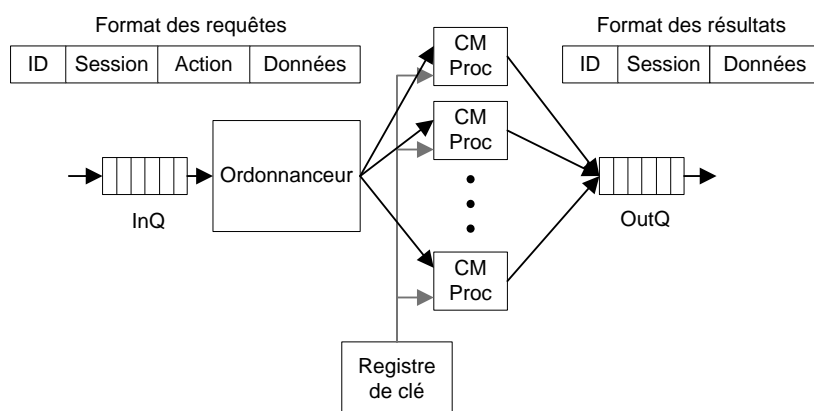 Format des requêtes
ID Session Action Données
Format des résultats
ID Session Données
CM
Proc
CM
Proc
Ordonnanceur
InQ
OutQ
CM
Proc
Registre
de clé